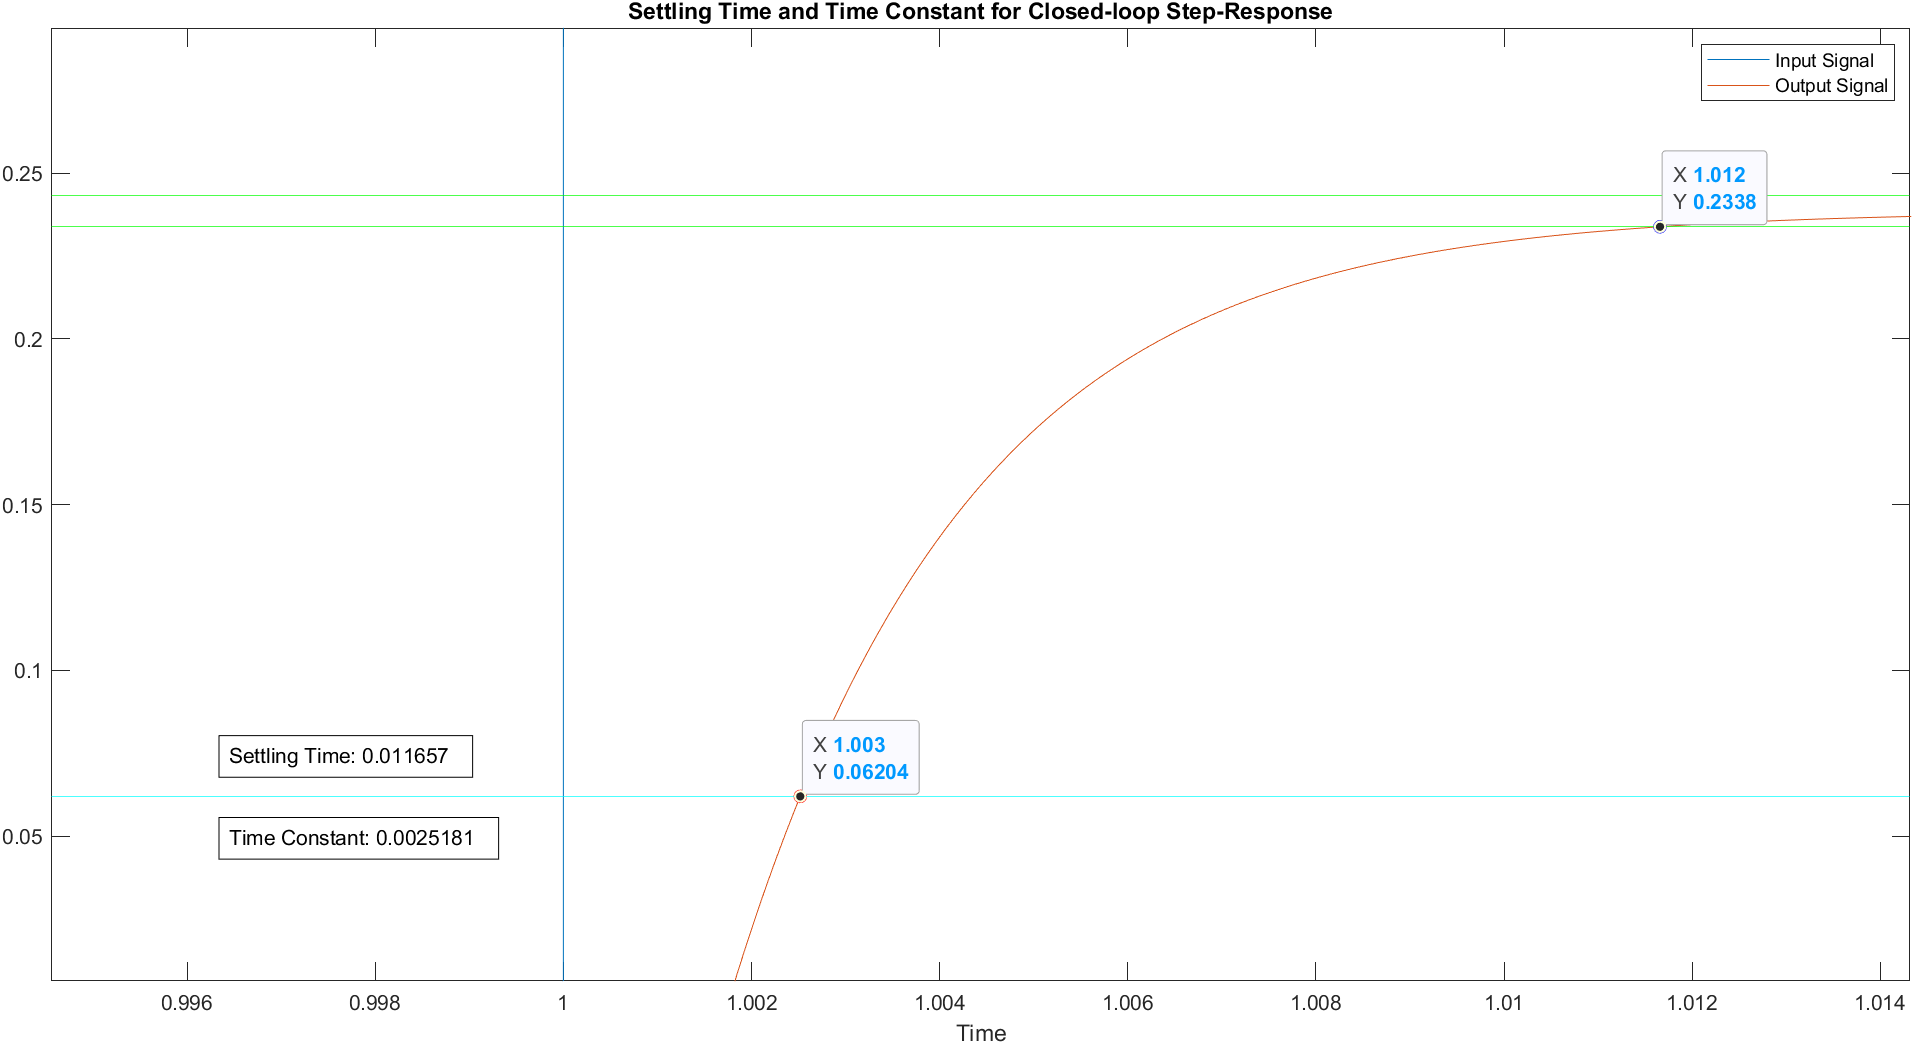 Settling Time and Time Constant for Closed-loop Step-Response
Input Signal
Output Signal
0.25
0.2
0.15
0.1
0.05
X 1.012
Y 0.2338
X 1.003
Y 0.06204
Settling Time: 0.011657
Time Constant: 0.0025181
0.996
0.998
1
1.002
1.004
1.006
1.008
1.01
1.012
1.014
Time